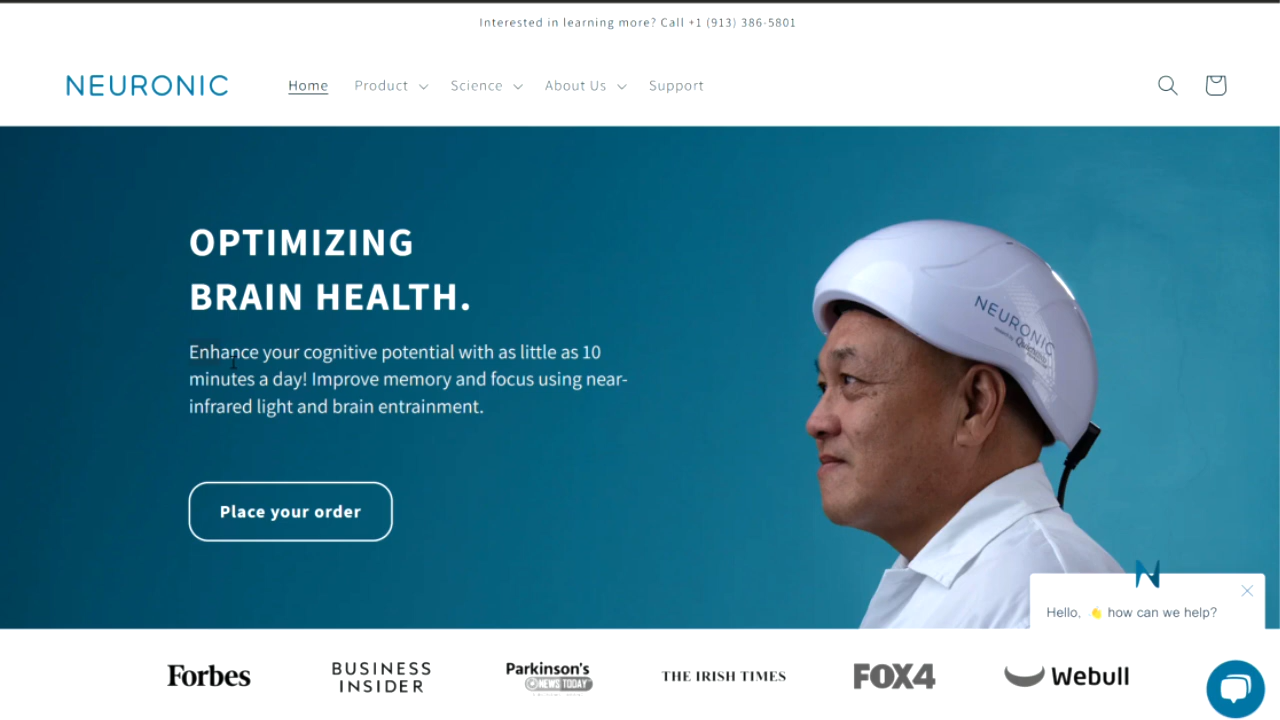 Interested in learning more? Call +1 (913) 386-5801
NEURONIC
Home
Product
Science
About Us
Support
OPTIMIZING
BRAIN HEALTH.
Enhance your cognitive potential with as little as 10
minutes a day! Improve memory and focus using near-
infrared light and brain entrainment.
Place your order
NEURONIC
N
Hello, 👋 how can we help?
Forbes
BUSINESS
INSIDER
Parkinson's
NEWS TODAY
THE IRISH TIMES
FOX4
Webull